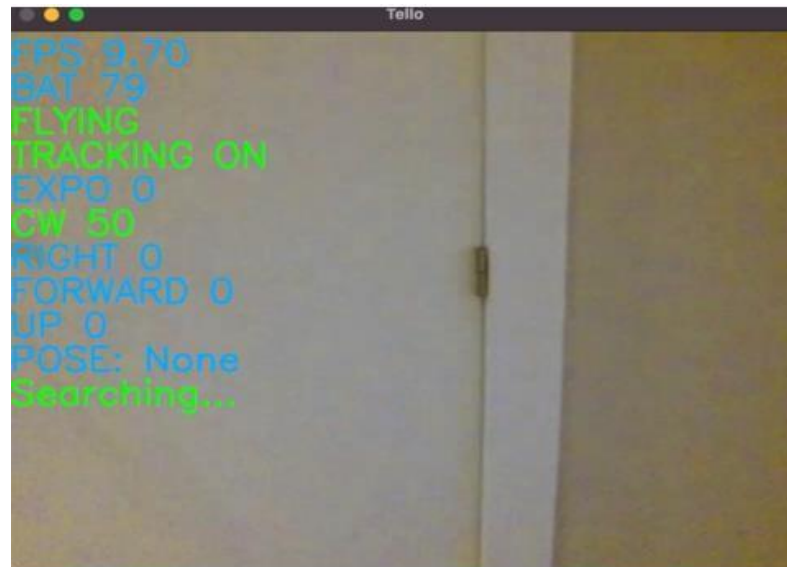 Tello
FPS 9.70
BAT 79
FLYING
TRACKING ON
EXPO 0
CW 50
RIGHT 0
FORWARD 0
UP 0
POSE: None
Searching...